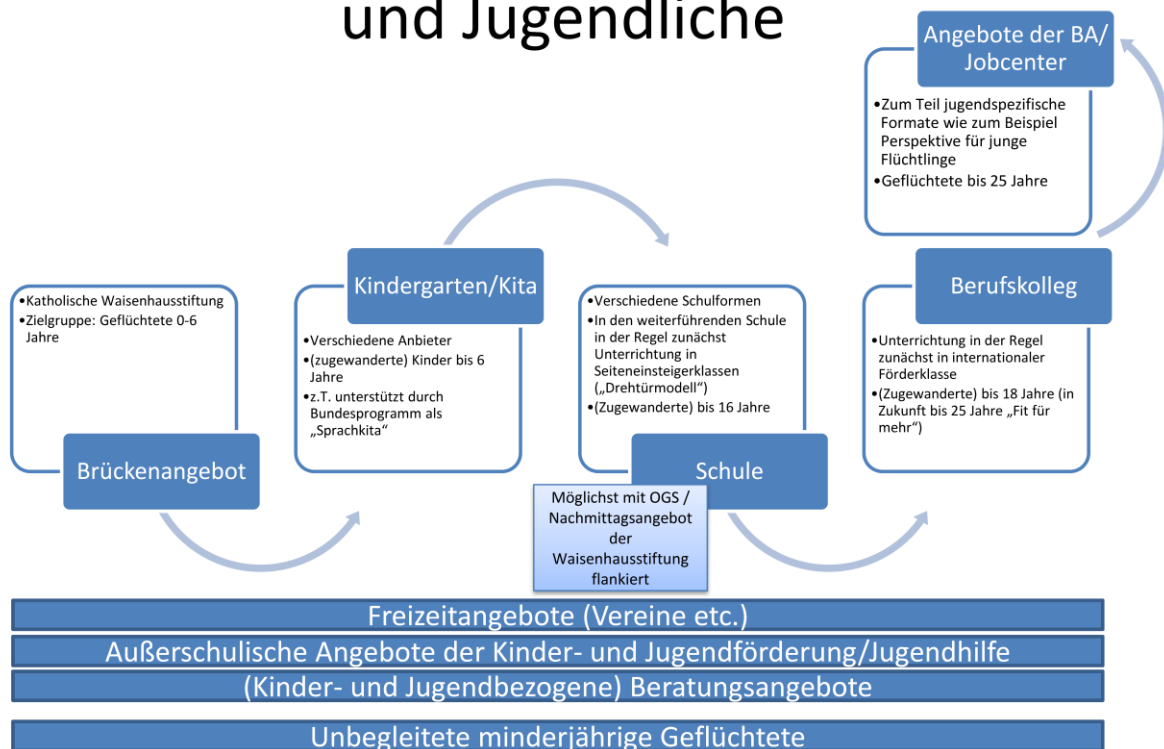 und Jugendliche
Brückenangebot
•Katholische Waisenhausstiftung
•Zielgruppe: Geflüchtete 0-6
Jahre
Kindergarten/Kita
•Verschiedene Anbieter
•(zugewanderte) Kinder bis 6
Jahre
•z.T. unterstützt durch
Bundesprogramm als
„Sprachkita“
Schule
•Verschiedene Schulformen
•In den weiterführenden Schule
in der Regel zunächst
Unterrichtung in
Seiteneinsteigerklassen
(„Drehtürmodell“)
•(Zugewanderte) bis 16 Jahre
Möglichst mit OGS /
Nachmittagsangebot
der
Waisenhausstiftung
flankiert
Berufskolleg
•Unterrichtung in der Regel
zunächst in internationaler
Förderklasse
•(Zugewanderte) bis 18 Jahre (in
Zukunft bis 25 Jahre „Fit für
mehr“)
Angebote der BA/
Jobcenter
•Zum Teil jugendspezifische
Formate wie zum Beispiel
Perspektive für junge
Flüchtlinge
•Geflüchtete bis 25 Jahre
Freizeitangebote (Vereine etc.)
Außerschulische Angebote der Kinder- und Jugendförderung/Jugendhilfe
(Kinder- und Jugendbezogene) Beratungsangebote
Unbegleitete minderjährige Geflüchtete